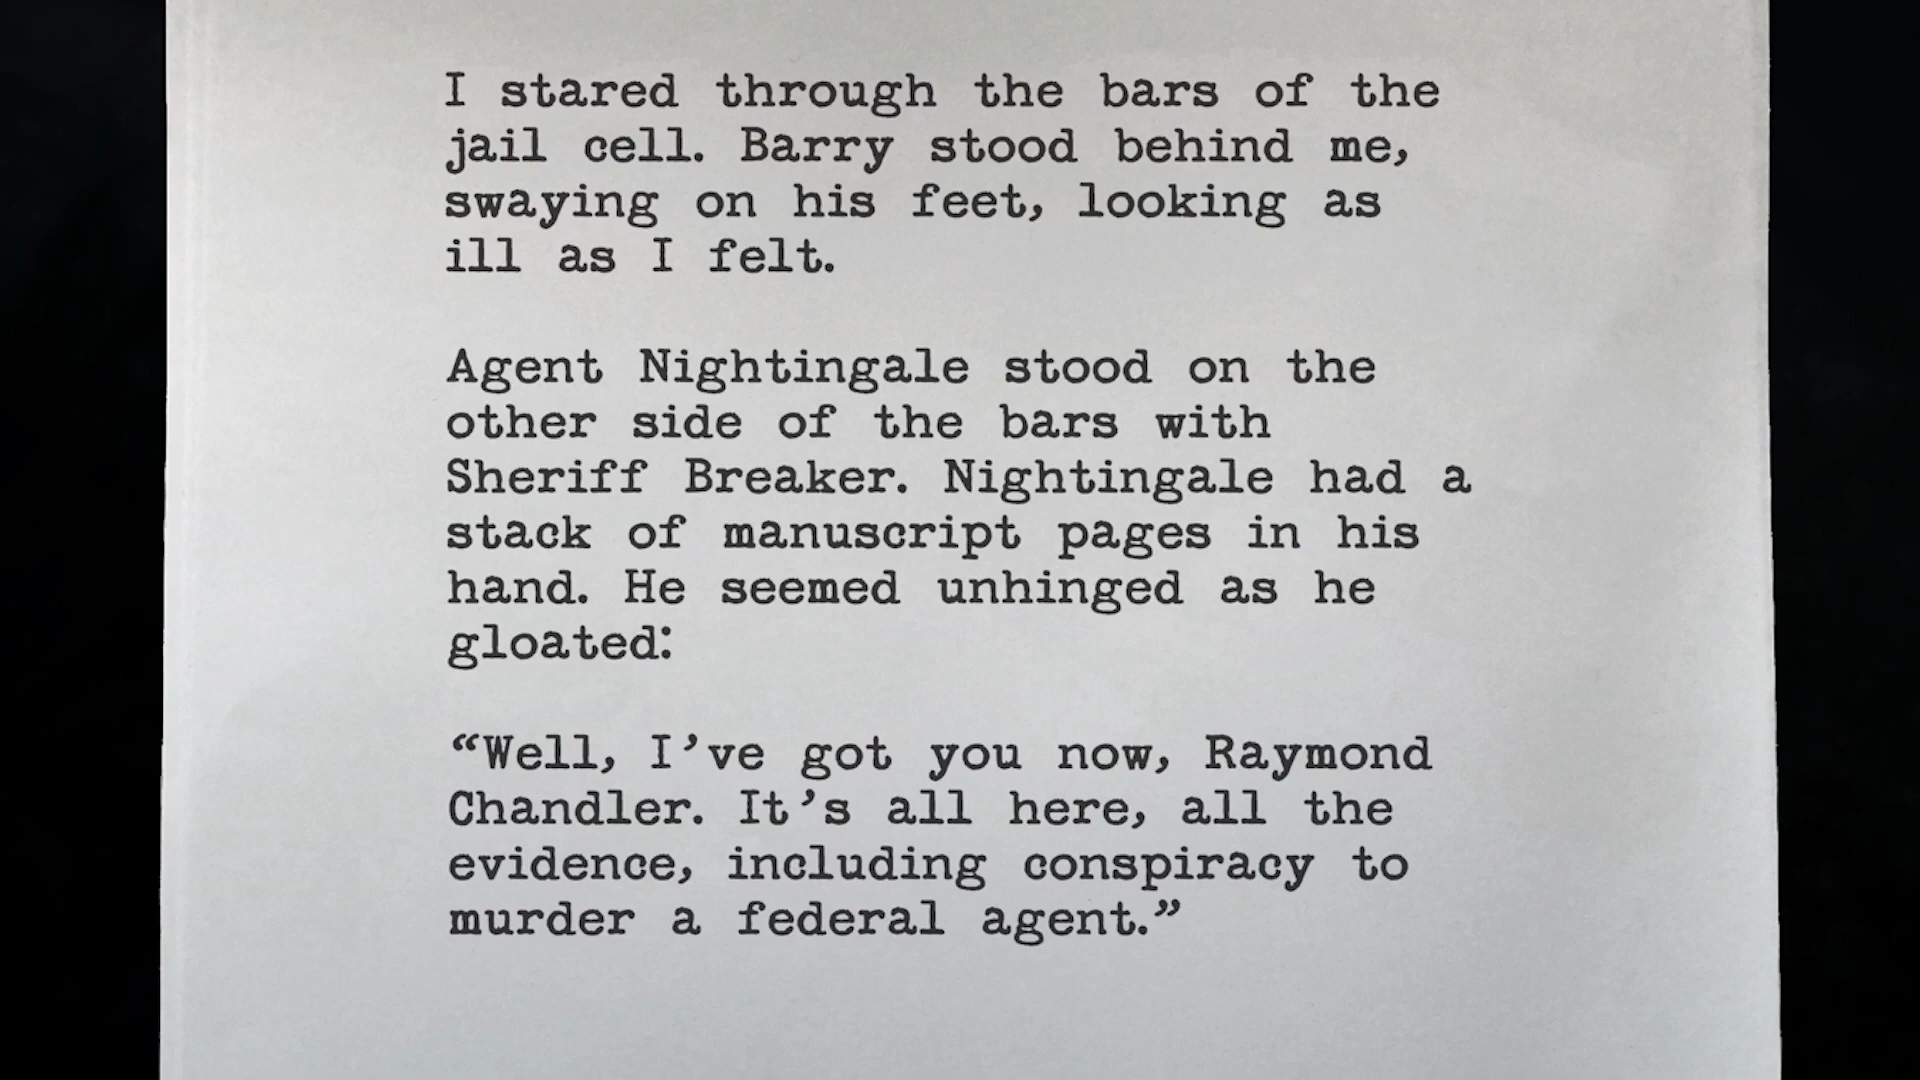 I stared through the bars of the
jail cell. Barry stood behind me,
swaying on his feet, looking as
ill as I felt.
Agent Nightingale stood on the
other side of the bars with
Sheriff Breaker. Nightingale had a
stack of manuscript pages in his
hand. He seemed unhinged as he
gloated:
“Well, I’ve got you now, Raymond
Chandler. It’s all here, all the
evidence, including conspiracy to
murder a federal agent.”